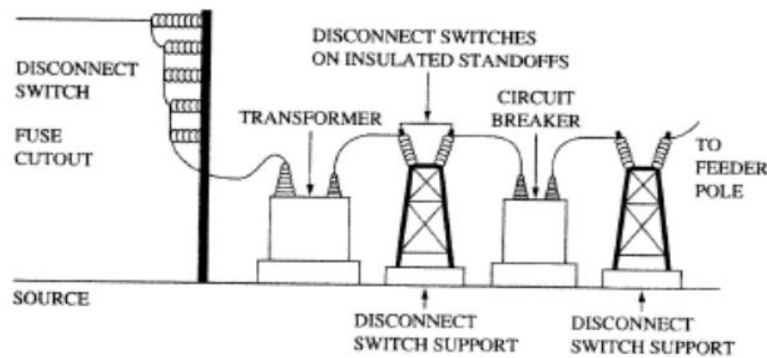 DISCONNECT
SWITCH
FUSE
CUTOUT
TRANSFORMER
DISCONNECT SWITCHES
ON INSULATED STANDOFFS
CIRCUIT
BREAKER
TO
FEEDER
POLE
SOURCE
DISCONNECT
SWITCH SUPPORT
DISCONNECT
SWITCH SUPPORT